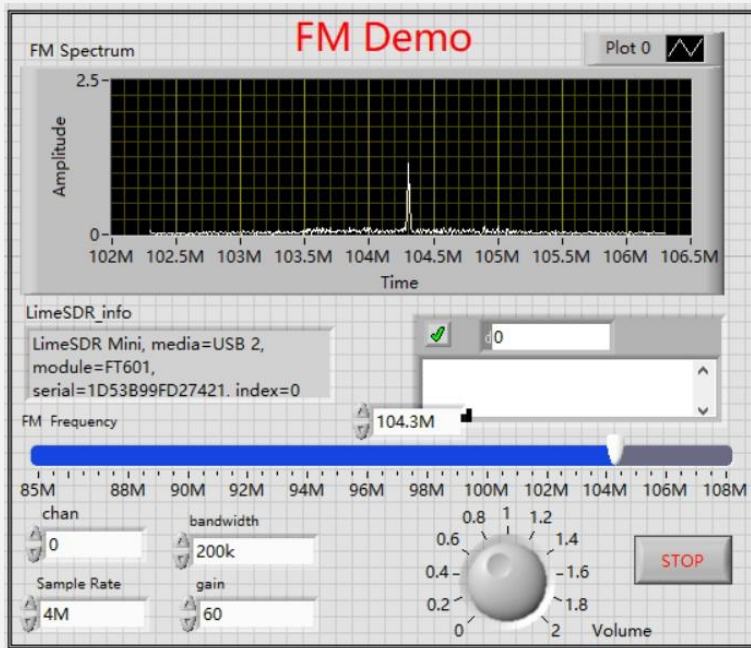 FM Demo
FM Spectrum
Plot 0
2.5
Amplitude
0
102M 102.5M 103M 103.5M 104M 104.5M 105M 105.5M 106M 106.5M
Time
LimeSDR_info
LimeSDR Mini, media=USB 2,
module=FT601,
serial=1D53B99FD27421, index=0
d0
FM Frequency
104.3M
85M 88M 90M 92M 94M 96M 98M 100M 102M 104M 106M 108M
chan
0
bandwidth
200k
Sample Rate
4M
gain
60
0 0.2 0.4 0.6 0.8 1 1.2 1.4 1.6 1.8 2
Volume
STOP